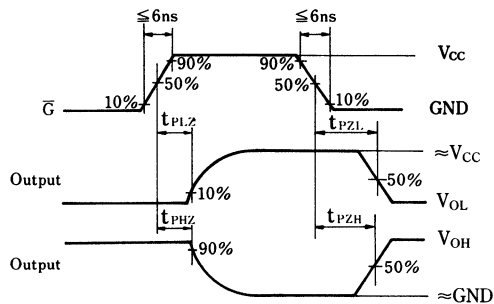 ≦6ns ≦6ns
90% 90% VCC
50% 50%
G̅ 10% 10% GND
tPLZ tPZL
≈VCC
Output 10% 50%
VOL
tPHZ tPZH VOH
90%
Output 50%
≈GND